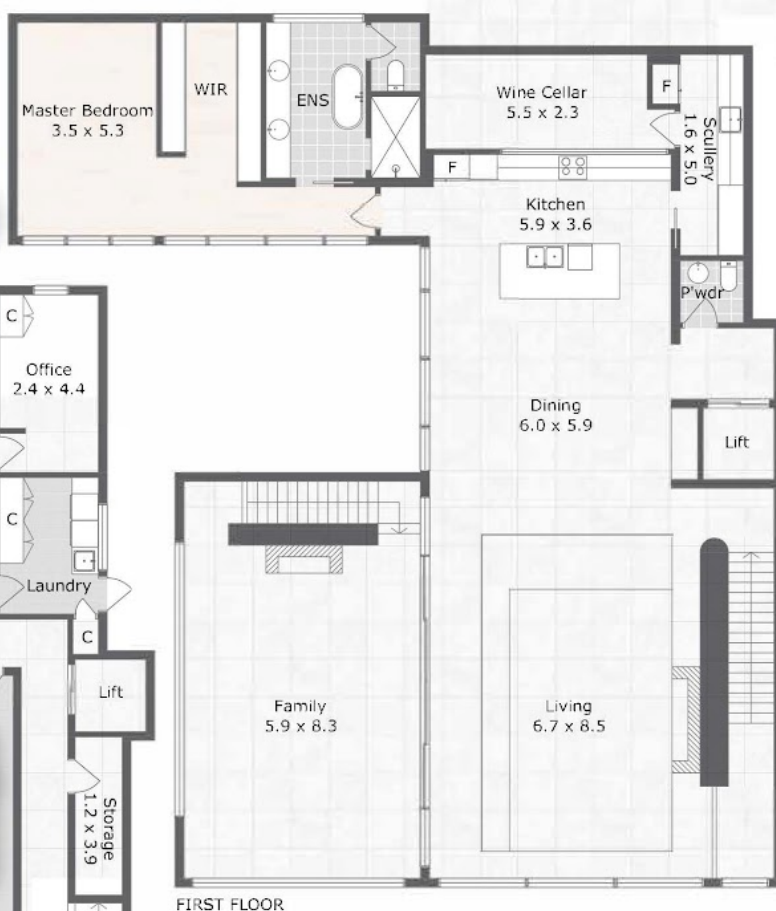 Master Bedroom
3.5 x 5.3
WIR
ENS
Wine Cellar
5.5 x 2.3
F
Scullery
1.6 x 5.0
F
Kitchen
5.9 x 3.6
P'wdr
C
Office
2.4 x 4.4
Dining
6.0 x 5.9
Lift
C
Laundry
C
Lift
Family
5.9 x 8.3
Living
6.7 x 8.5
Storage
1.2 x 3.9
FIRST FLOOR